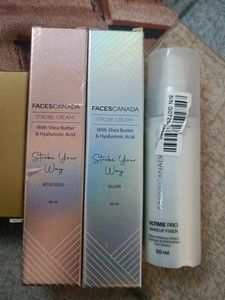 FACESCANADA
STROBE CREAM
With Shea Butter
& Hyaluronic Acid
Strobe Your
Way
ROSE GOLD
30 ml
FACESCANADA
STROBE CREAM
With Shea Butter
& Hyaluronic Acid
Strobe Your
Way
SILVER
30 ml
CANADA
ULTIME PRO
MAKEUP FIXER
50 ml